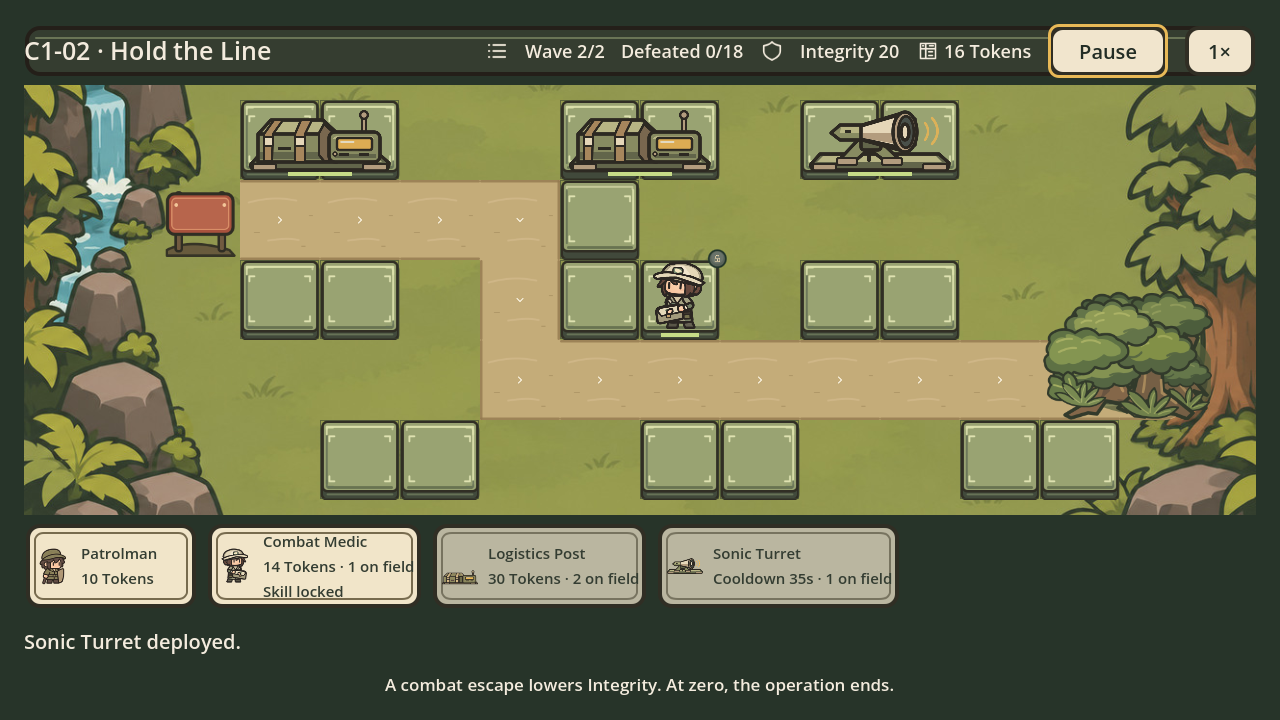 C1-02 · Hold the Line
Wave 2/2 Defeated 0/18 Integrity 20 16 Tokens Pause 1×
Patrolman
10 Tokens
Combat Medic
14 Tokens · 1 on field
Skill locked
Logistics Post
30 Tokens · 2 on field
Sonic Turret
Cooldown 35s · 1 on field
Sonic Turret deployed.
A combat escape lowers Integrity. At zero, the operation ends.